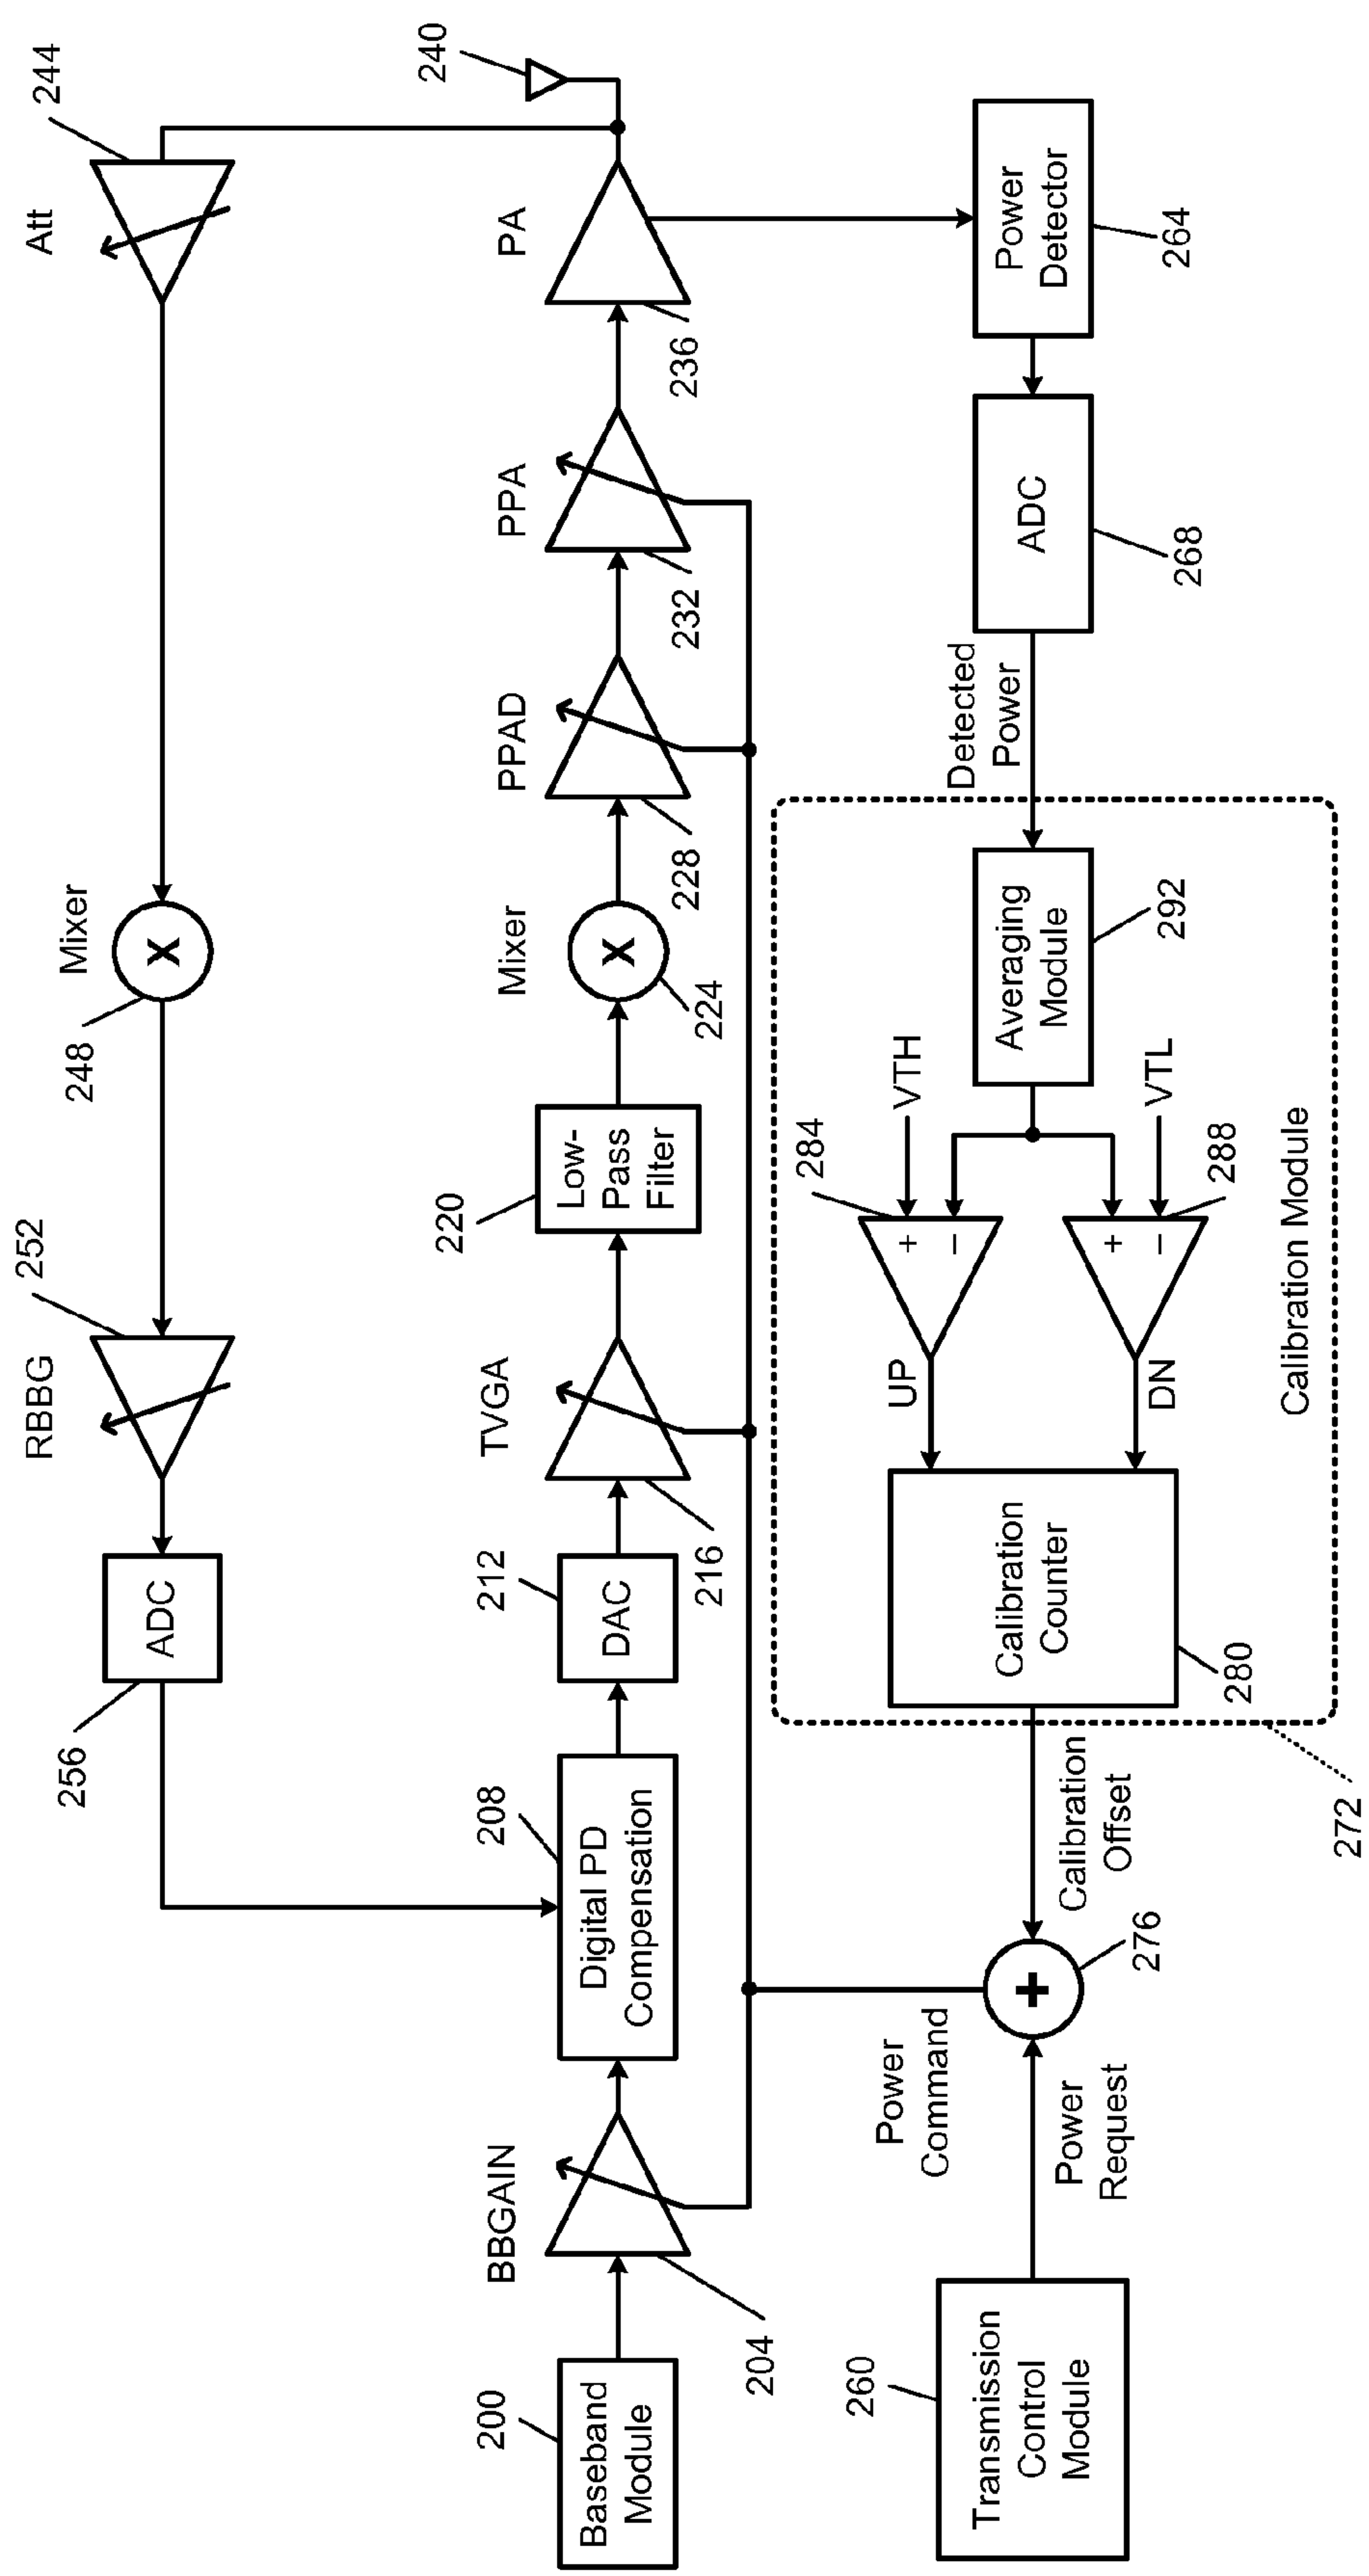 244
Att
Mixer
248
252
RBBG
ADC
256
240
PA
236
PPA
232
PPAD
228
Mixer
224
Low-
Pass
Filter
220
TVGA
216
DAC
212
Digital PD
Compensation
208
BBGAIN
204
Baseband
Module
200
Power
Detector
264
ADC
268
Detected
Power
Averaging
Module
292
VTH
284
+
–
VTL
288
+
–
UP
DN
Calibration
Counter
280
Calibration Module
272
Calibration
Offset
+
276
Power
Command
Power
Request
Transmission
Control
Module
260
X
X